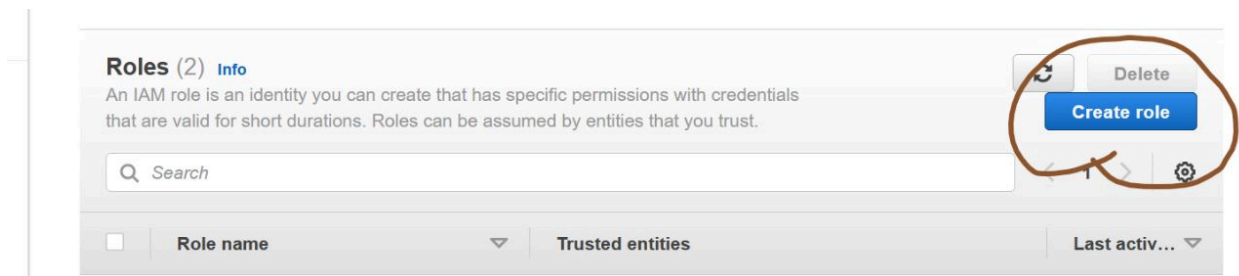 Roles (2) Info
Delete
An IAM role is an identity you can create that has specific permissions with credentials
that are valid for short durations. Roles can be assumed by entities that you trust.
Create role
Search
1
Role name
Trusted entities
Last activ...